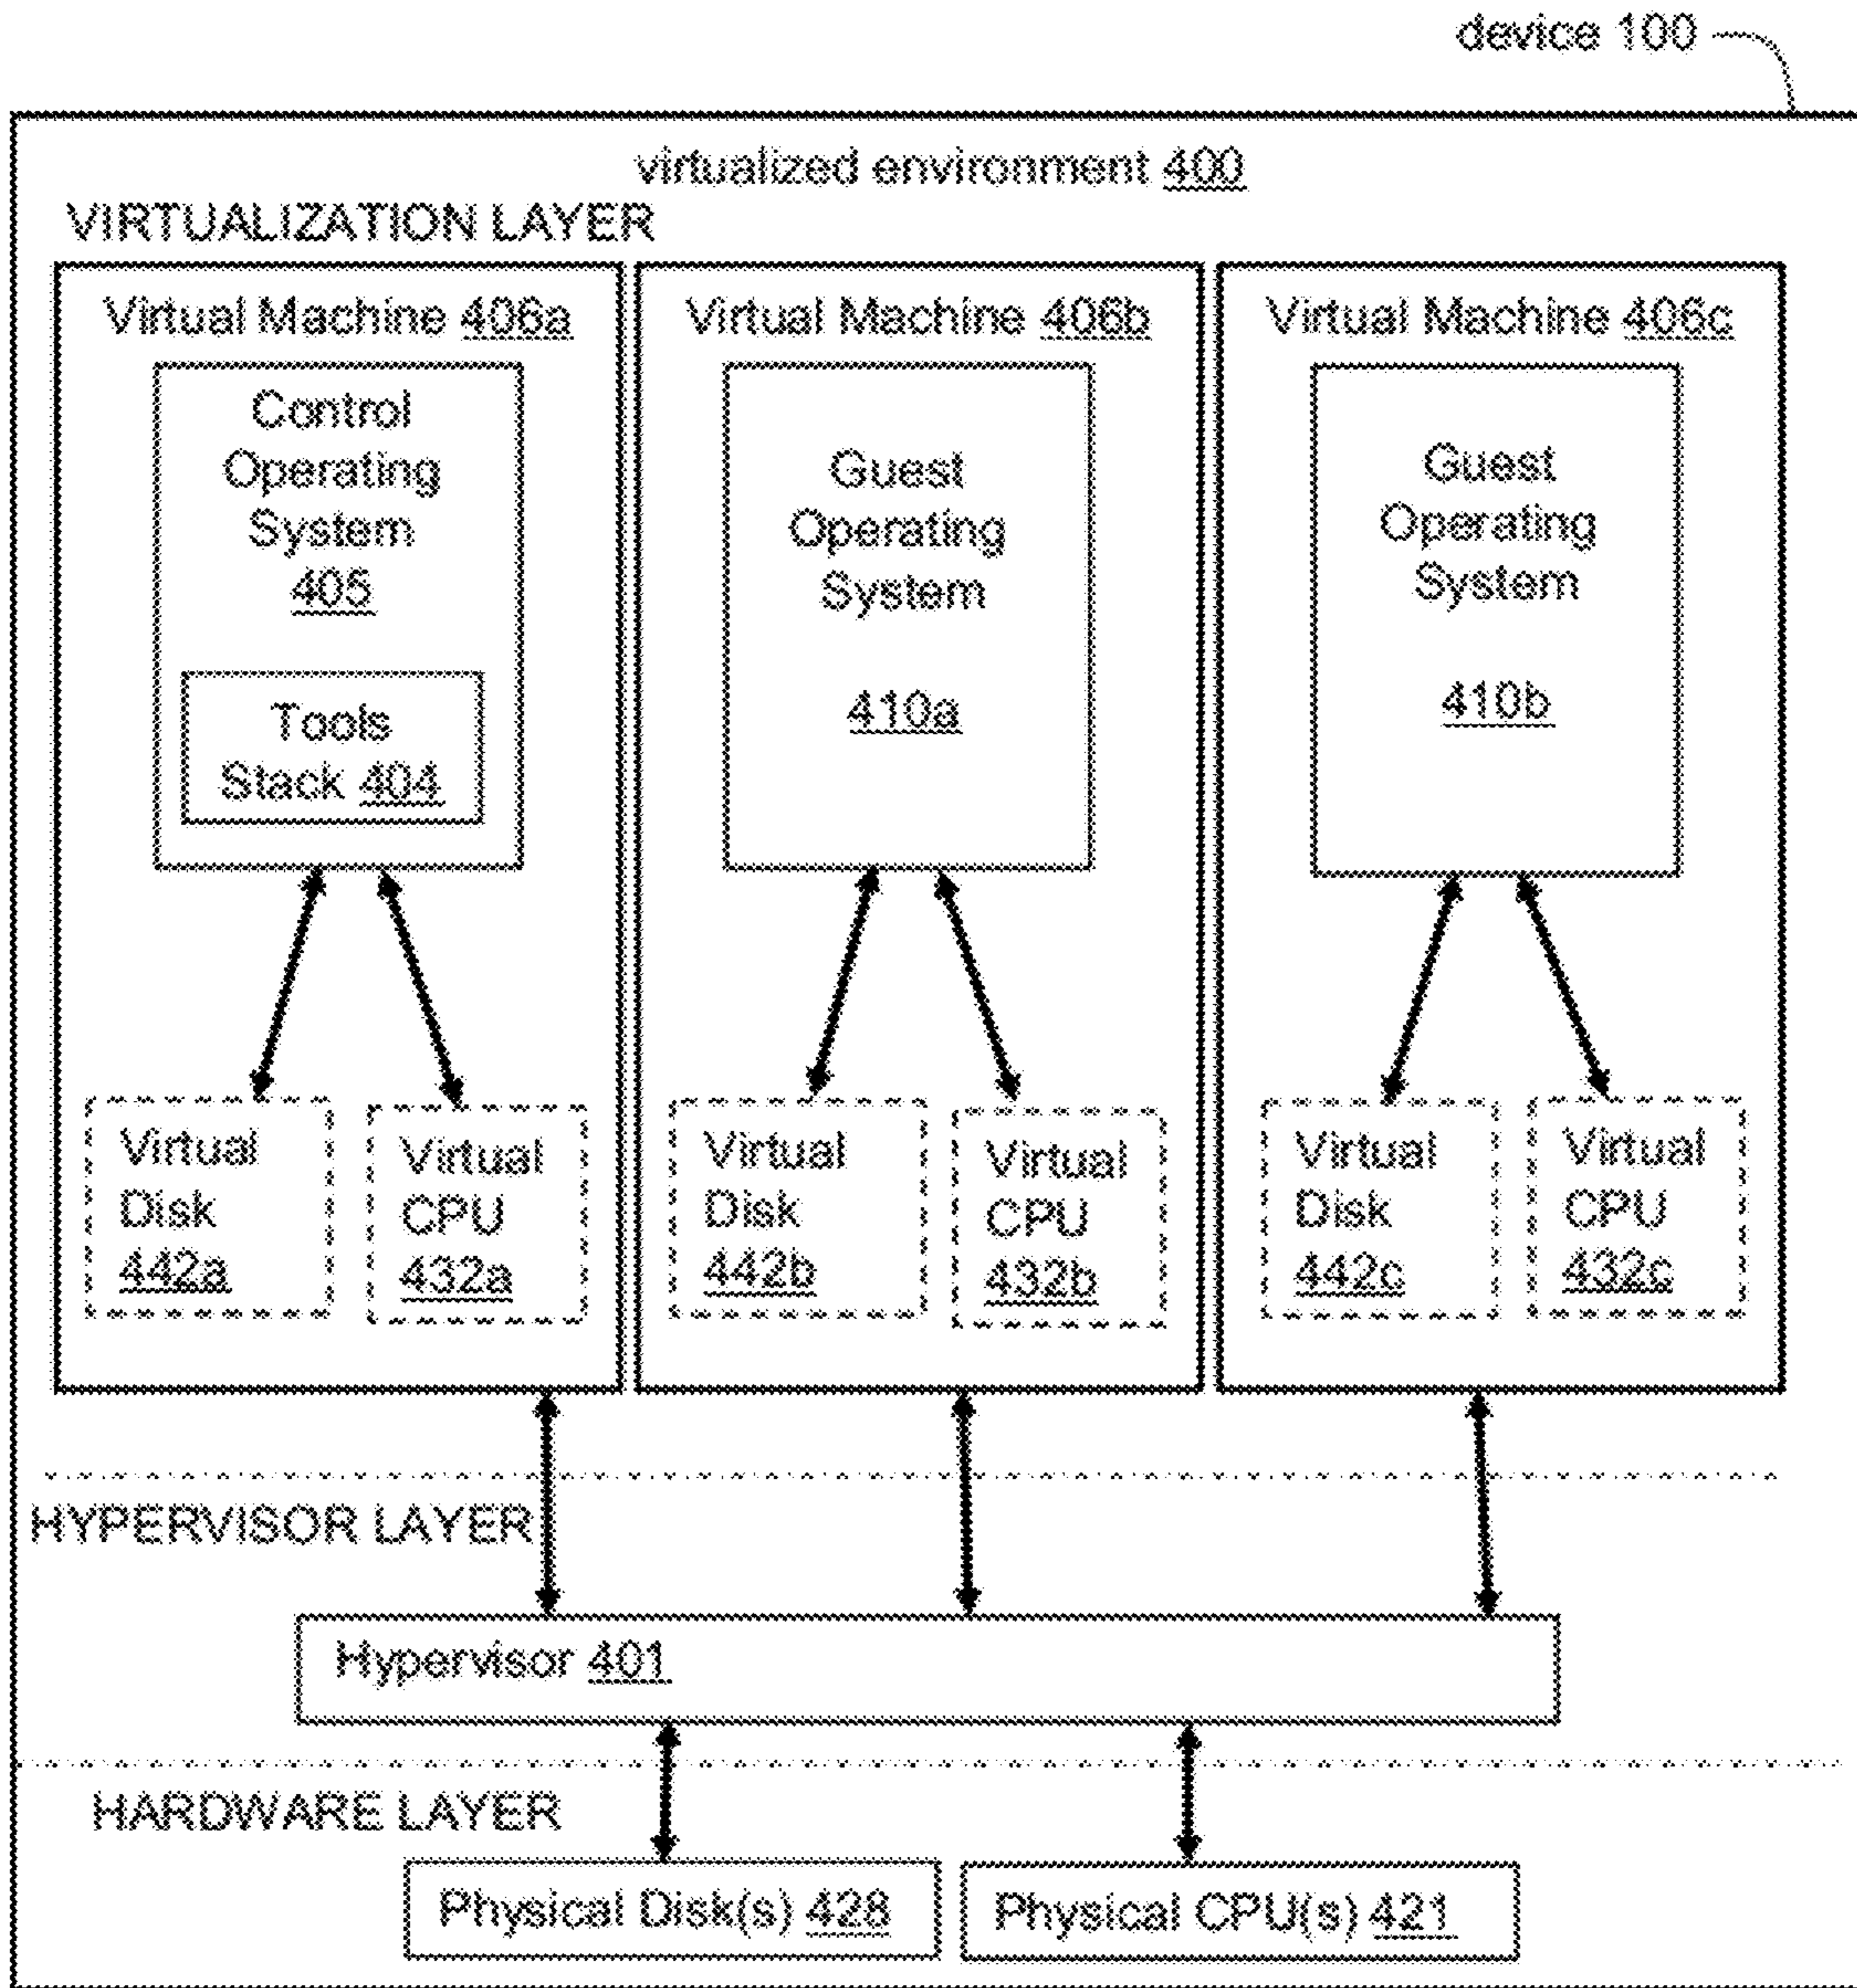 device 100
virtualized environment 400
VIRTUALIZATION LAYER
Virtual Machine 406a
Control
Operating
System
405
Tools
Stack 404
Virtual
Disk
442a
Virtual
CPU
432a
Virtual Machine 406b
Guest
Operating
System
410a
Virtual
Disk
442b
Virtual
CPU
432b
Virtual Machine 406c
Guest
Operating
System
410b
Virtual
Disk
442c
Virtual
CPU
432c
HYPERVISOR LAYER
Hypervisor 401
HARDWARE LAYER
Physical Disk(s) 428
Physical CPU(s) 421